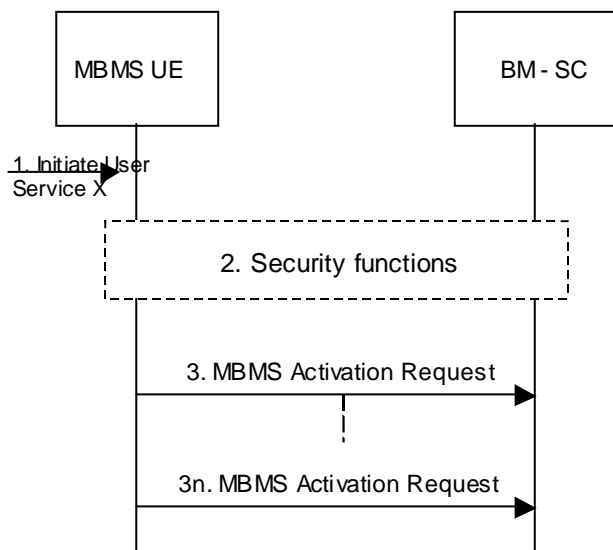 MBMS UE
BM - SC
1. Initiate User
Service X
2. Security functions
3. MBMS Activation Request
3n. MBMS Activation Request